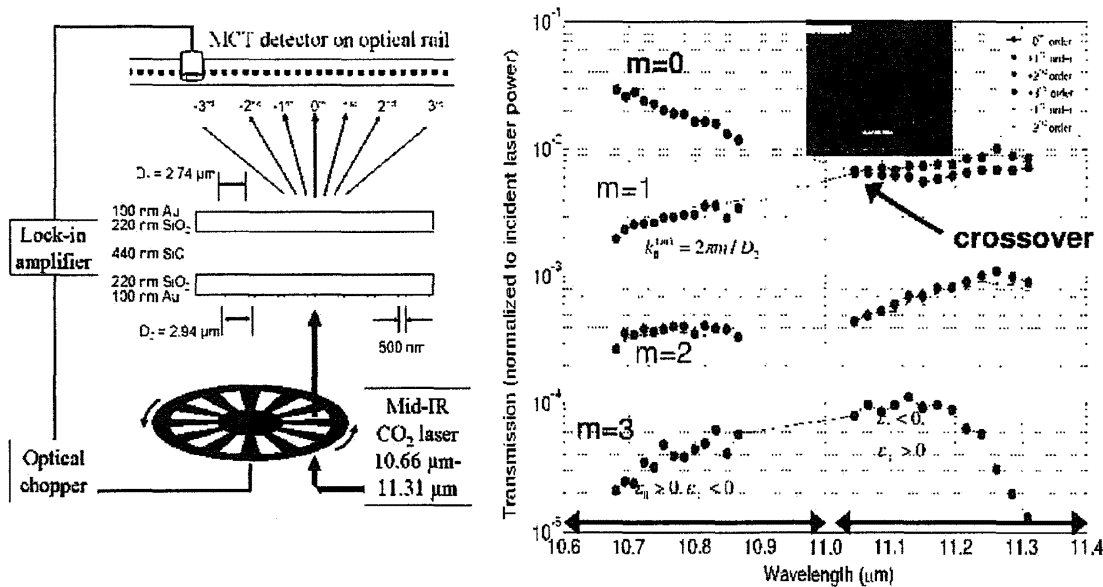 MCT detector on optical rail
-3rd -2nd -1st 0th 1st 2nd 3rd
D1 = 2.74 µm
100 nm Au
220 nm SiO2
440 nm SiC
220 nm SiO2
100 nm Au
D2 = 2.94 µm
500 nm
Lock-in
amplifier
Optical
chopper
Mid-IR
CO2 laser
10.66 µm-
11.31 µm
Transmission (normalized to incident laser power)
10-1
10-2
10-3
10-4
10-5
m=0
m=1
m=2
m=3
0th order
+1st order
+2nd order
+3rd order
-1st order
crossover
k||(m) = 2πm / D2
< 0,
> 0
10.6 10.7 10.8 10.9 11.0 11.1 11.2 11.3 11.4
Wavelength (µm)